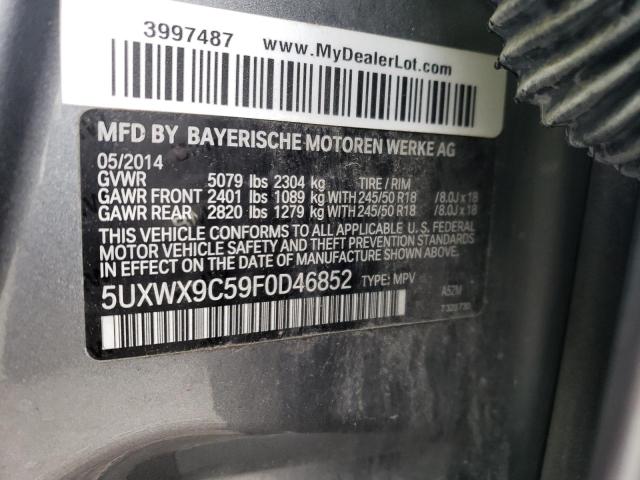 3997487 www.MyDealerLot.com
MFD BY BAYERISCHE MOTOREN WERKE AG
05/2014
GVWR 5079 lbs 2304 kg TIRE / RIM
GAWR FRONT 2401 lbs 1089 kg WITH 245/50 R18 /8.0J x 18
GAWR REAR 2820 lbs 1279 kg WITH 245/50 R18 /8.0J x 18
THIS VEHICLE CONFORMS TO ALL APPLICABLE U. S. FEDERAL
MOTOR VEHICLE SAFETY AND THEFT PREVENTION STANDARDS
IN EFFECT ON THE DATE OF MANUFACTURE SHOWN ABOVE.
5UXWX9C59F0D46852 TYPE: MPV A52M